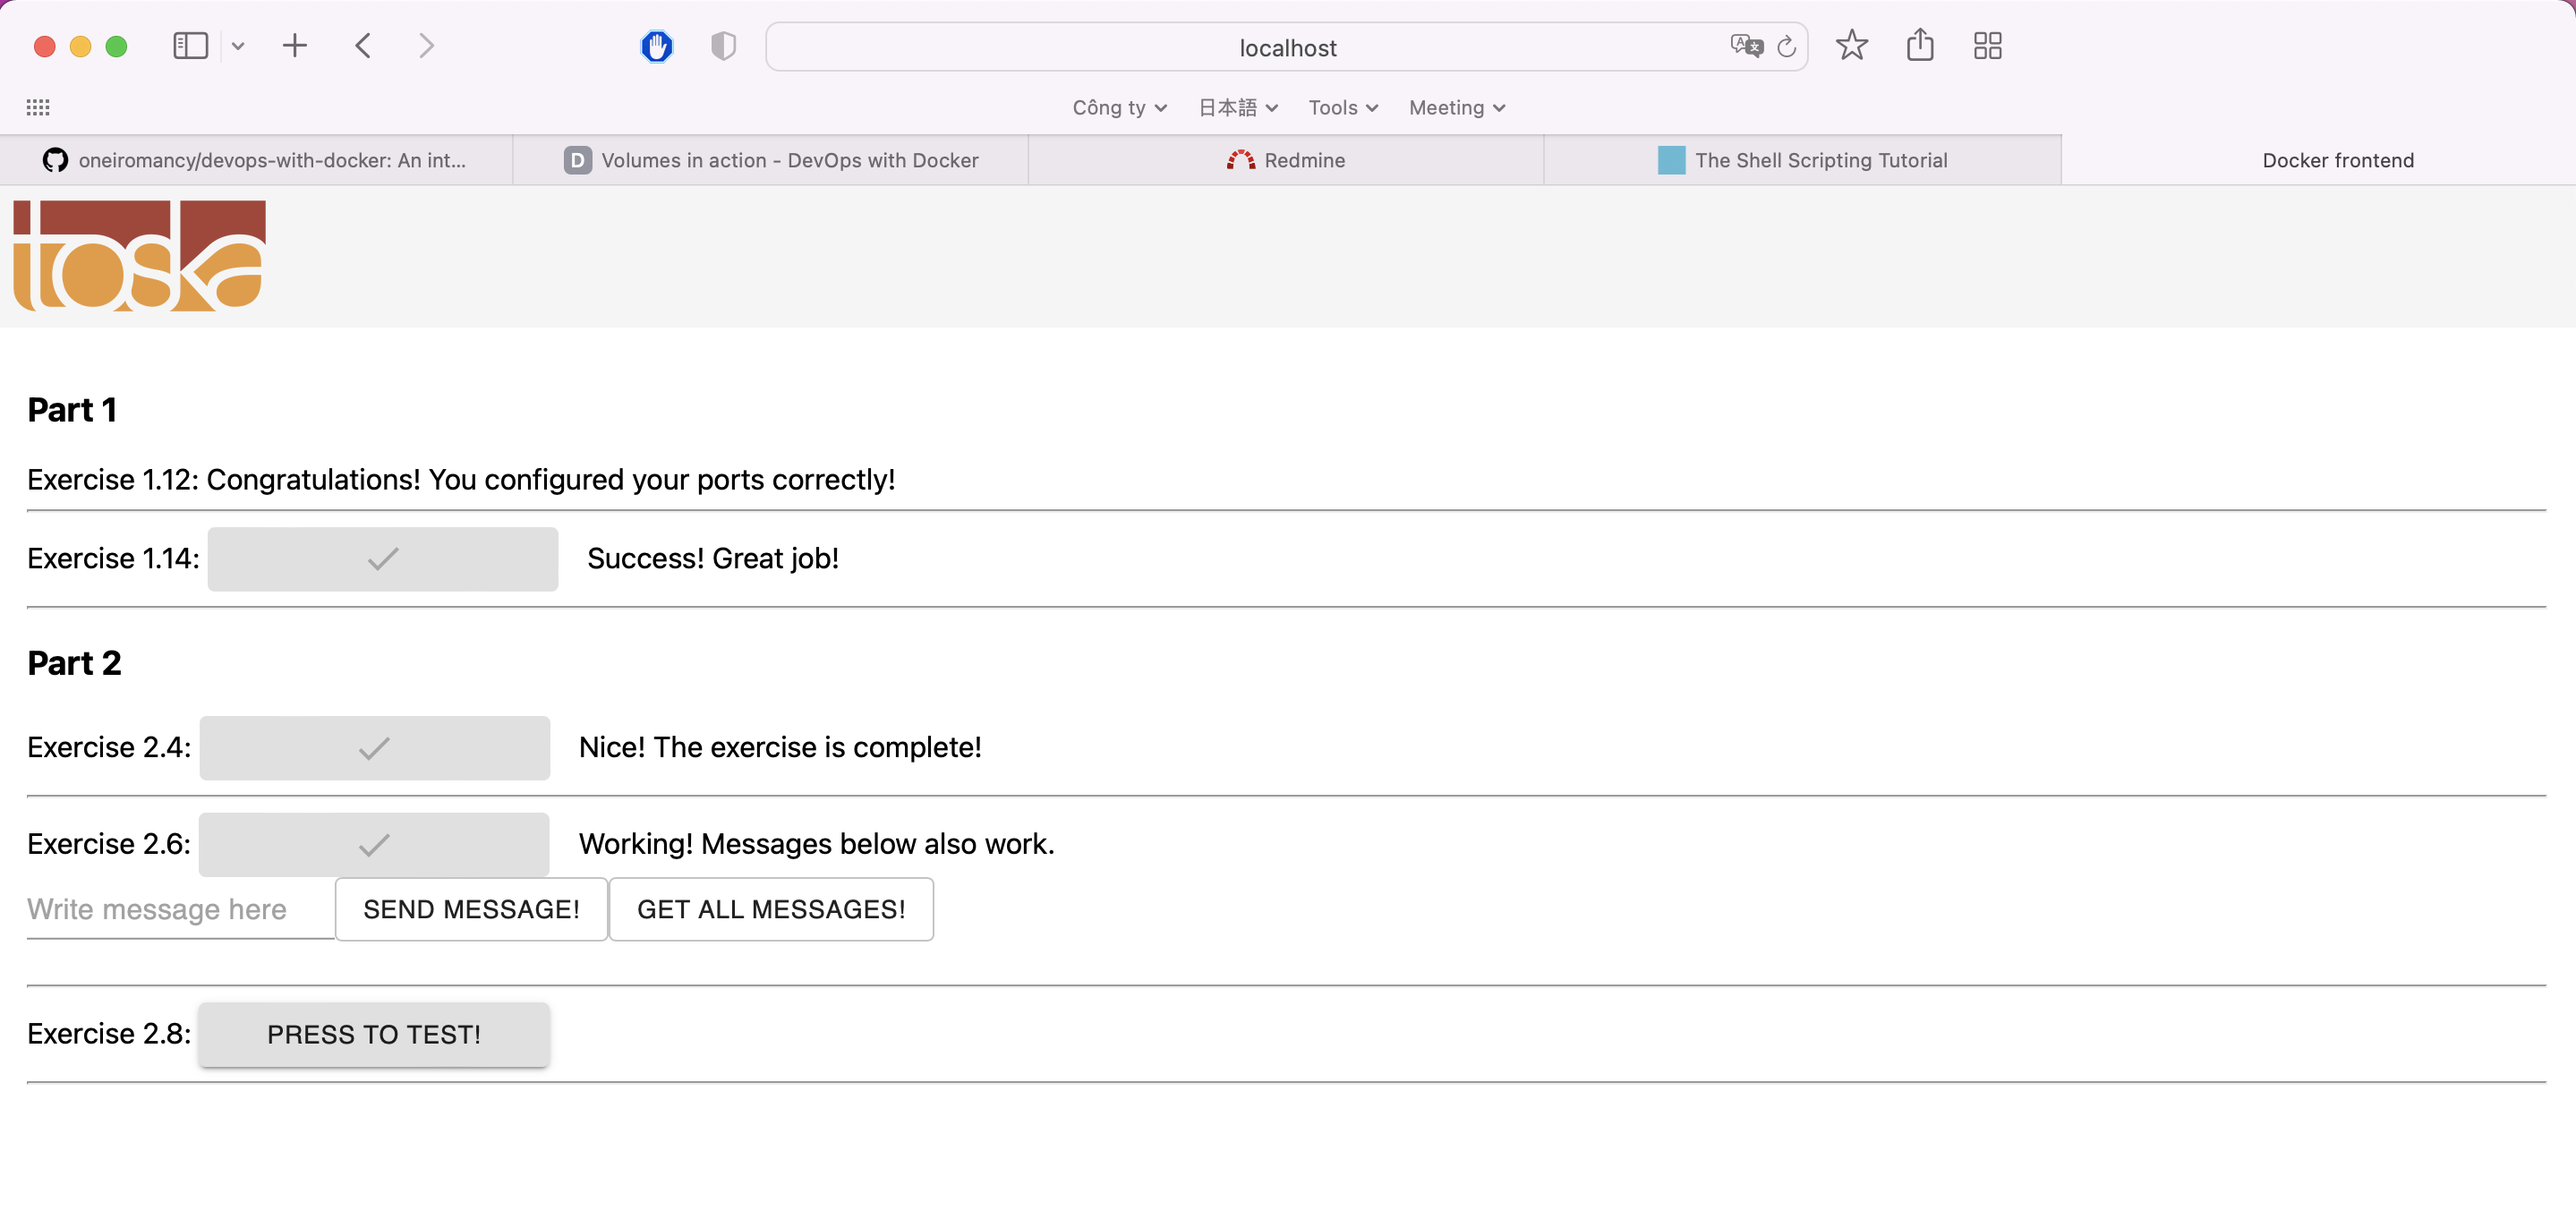 localhost
Công ty 日本語 Tools Meeting
oneiromancy/devops-with-docker: An int... D Volumes in action - DevOps with Docker Redmine The Shell Scripting Tutorial Docker frontend
toska
Part 1
Exercise 1.12: Congratulations! You configured your ports correctly!
Exercise 1.14: Success! Great job!
Part 2
Exercise 2.4: Nice! The exercise is complete!
Exercise 2.6: Working! Messages below also work.
Write message here SEND MESSAGE! GET ALL MESSAGES!
Exercise 2.8: PRESS TO TEST!